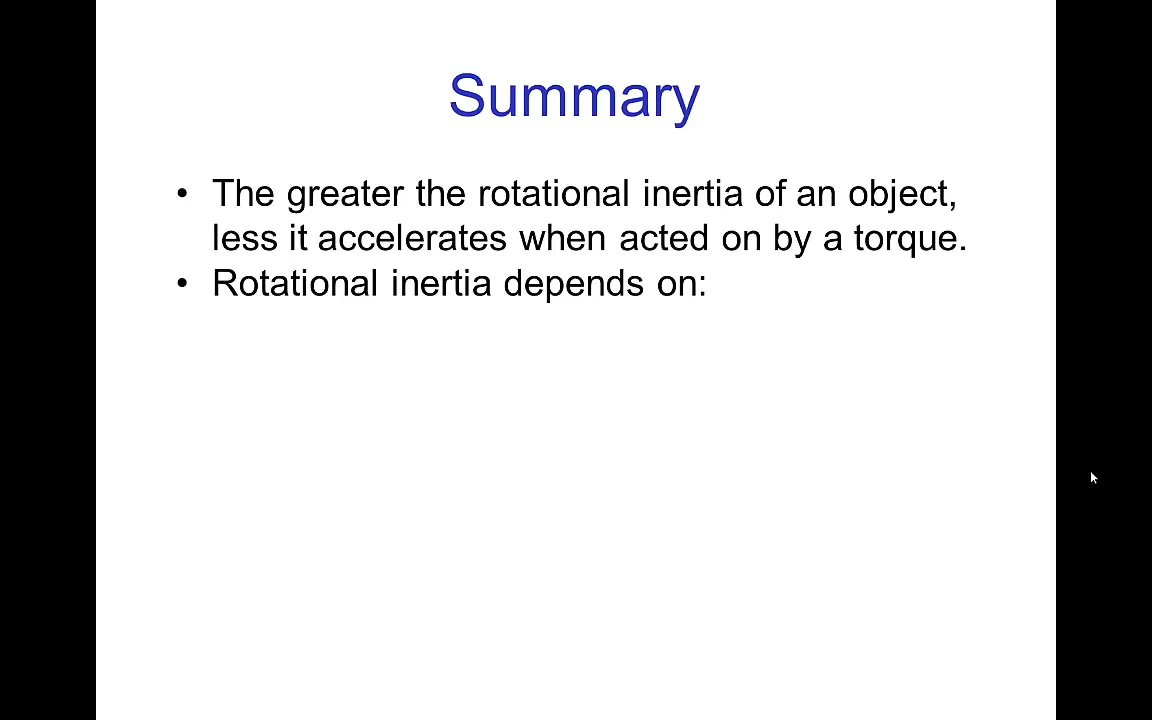 Summary
• The greater the rotational inertia of an object,
less it accelerates when acted on by a torque.
• Rotational inertia depends on: